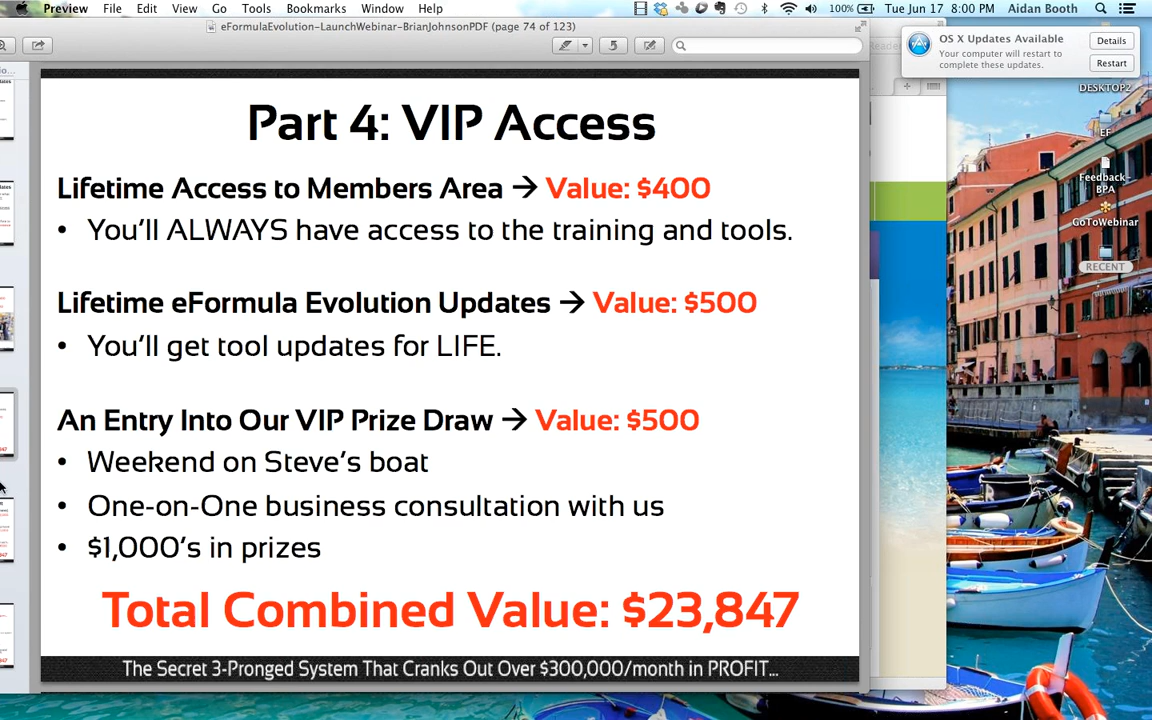 Preview File Edit View Go Tools Bookmarks Window Help
100% Tue Jun 17 8:00 PM Aidan Booth
eFormulaEvolution-LaunchWebinar-BrianJohnsonPDF (page 74 of 123)
OS X Updates Available
Your computer will restart to
complete these updates.
Details
Restart
DESKTOP2
EF
Feedback-
BPA
GoToWebinar
RECENT
Part 4: VIP Access
Lifetime Access to Members Area → Value: $400
• You’ll ALWAYS have access to the training and tools.
Lifetime eFormula Evolution Updates → Value: $500
• You’ll get tool updates for LIFE.
An Entry Into Our VIP Prize Draw → Value: $500
• Weekend on Steve’s boat
• One-on-One business consultation with us
• $1,000’s in prizes
Total Combined Value: $23,847
The Secret 3-Pronged System That Cranks Out Over $300,000/month in PROFIT...